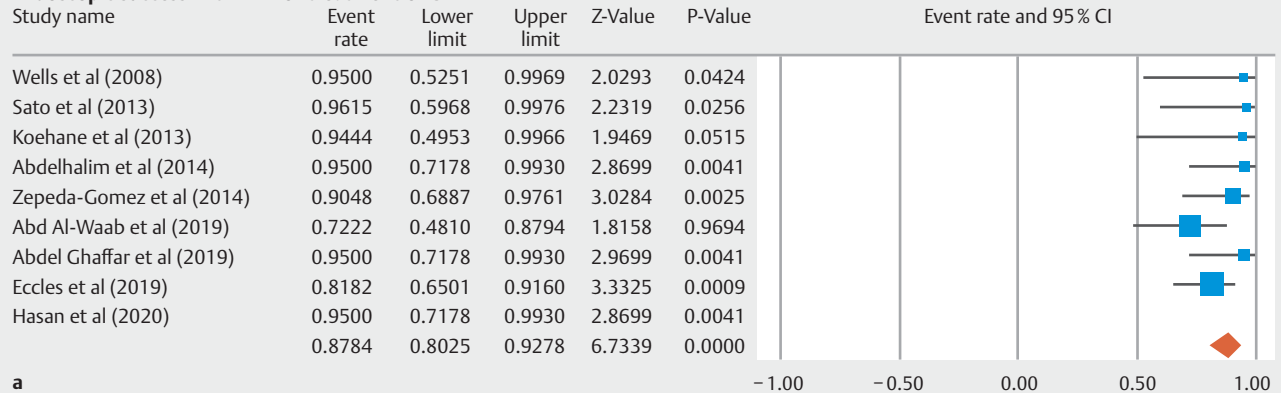 Study name Event rate Lower limit Upper limit Z-Value P-Value Event rate and 95% CI
Wells et al (2008) 0.9500 0.5251 0.9969 2.0293 0.0424
Sato et al (2013) 0.9615 0.5968 0.9976 2.2319 0.0256
Koehane et al (2013) 0.9444 0.4953 0.9966 1.9469 0.0515
Abdelhalim et al (2014) 0.9500 0.7178 0.9930 2.8699 0.0041
Zepeda-Gomez et al (2014) 0.9048 0.6887 0.9761 3.0284 0.0025
Abd Al-Waab et al (2019) 0.7222 0.4810 0.8794 1.8158 0.9694
Abdel Ghaffar et al (2019) 0.9500 0.7178 0.9930 2.9699 0.0041
Eccles et al (2019) 0.8182 0.6501 0.9160 3.3325 0.0009
Hasan et al (2020) 0.9500 0.7178 0.9930 2.8699 0.0041
0.8784 0.8025 0.9278 6.7339 0.0000
a −1.00 −0.50 0.00 0.50 1.00